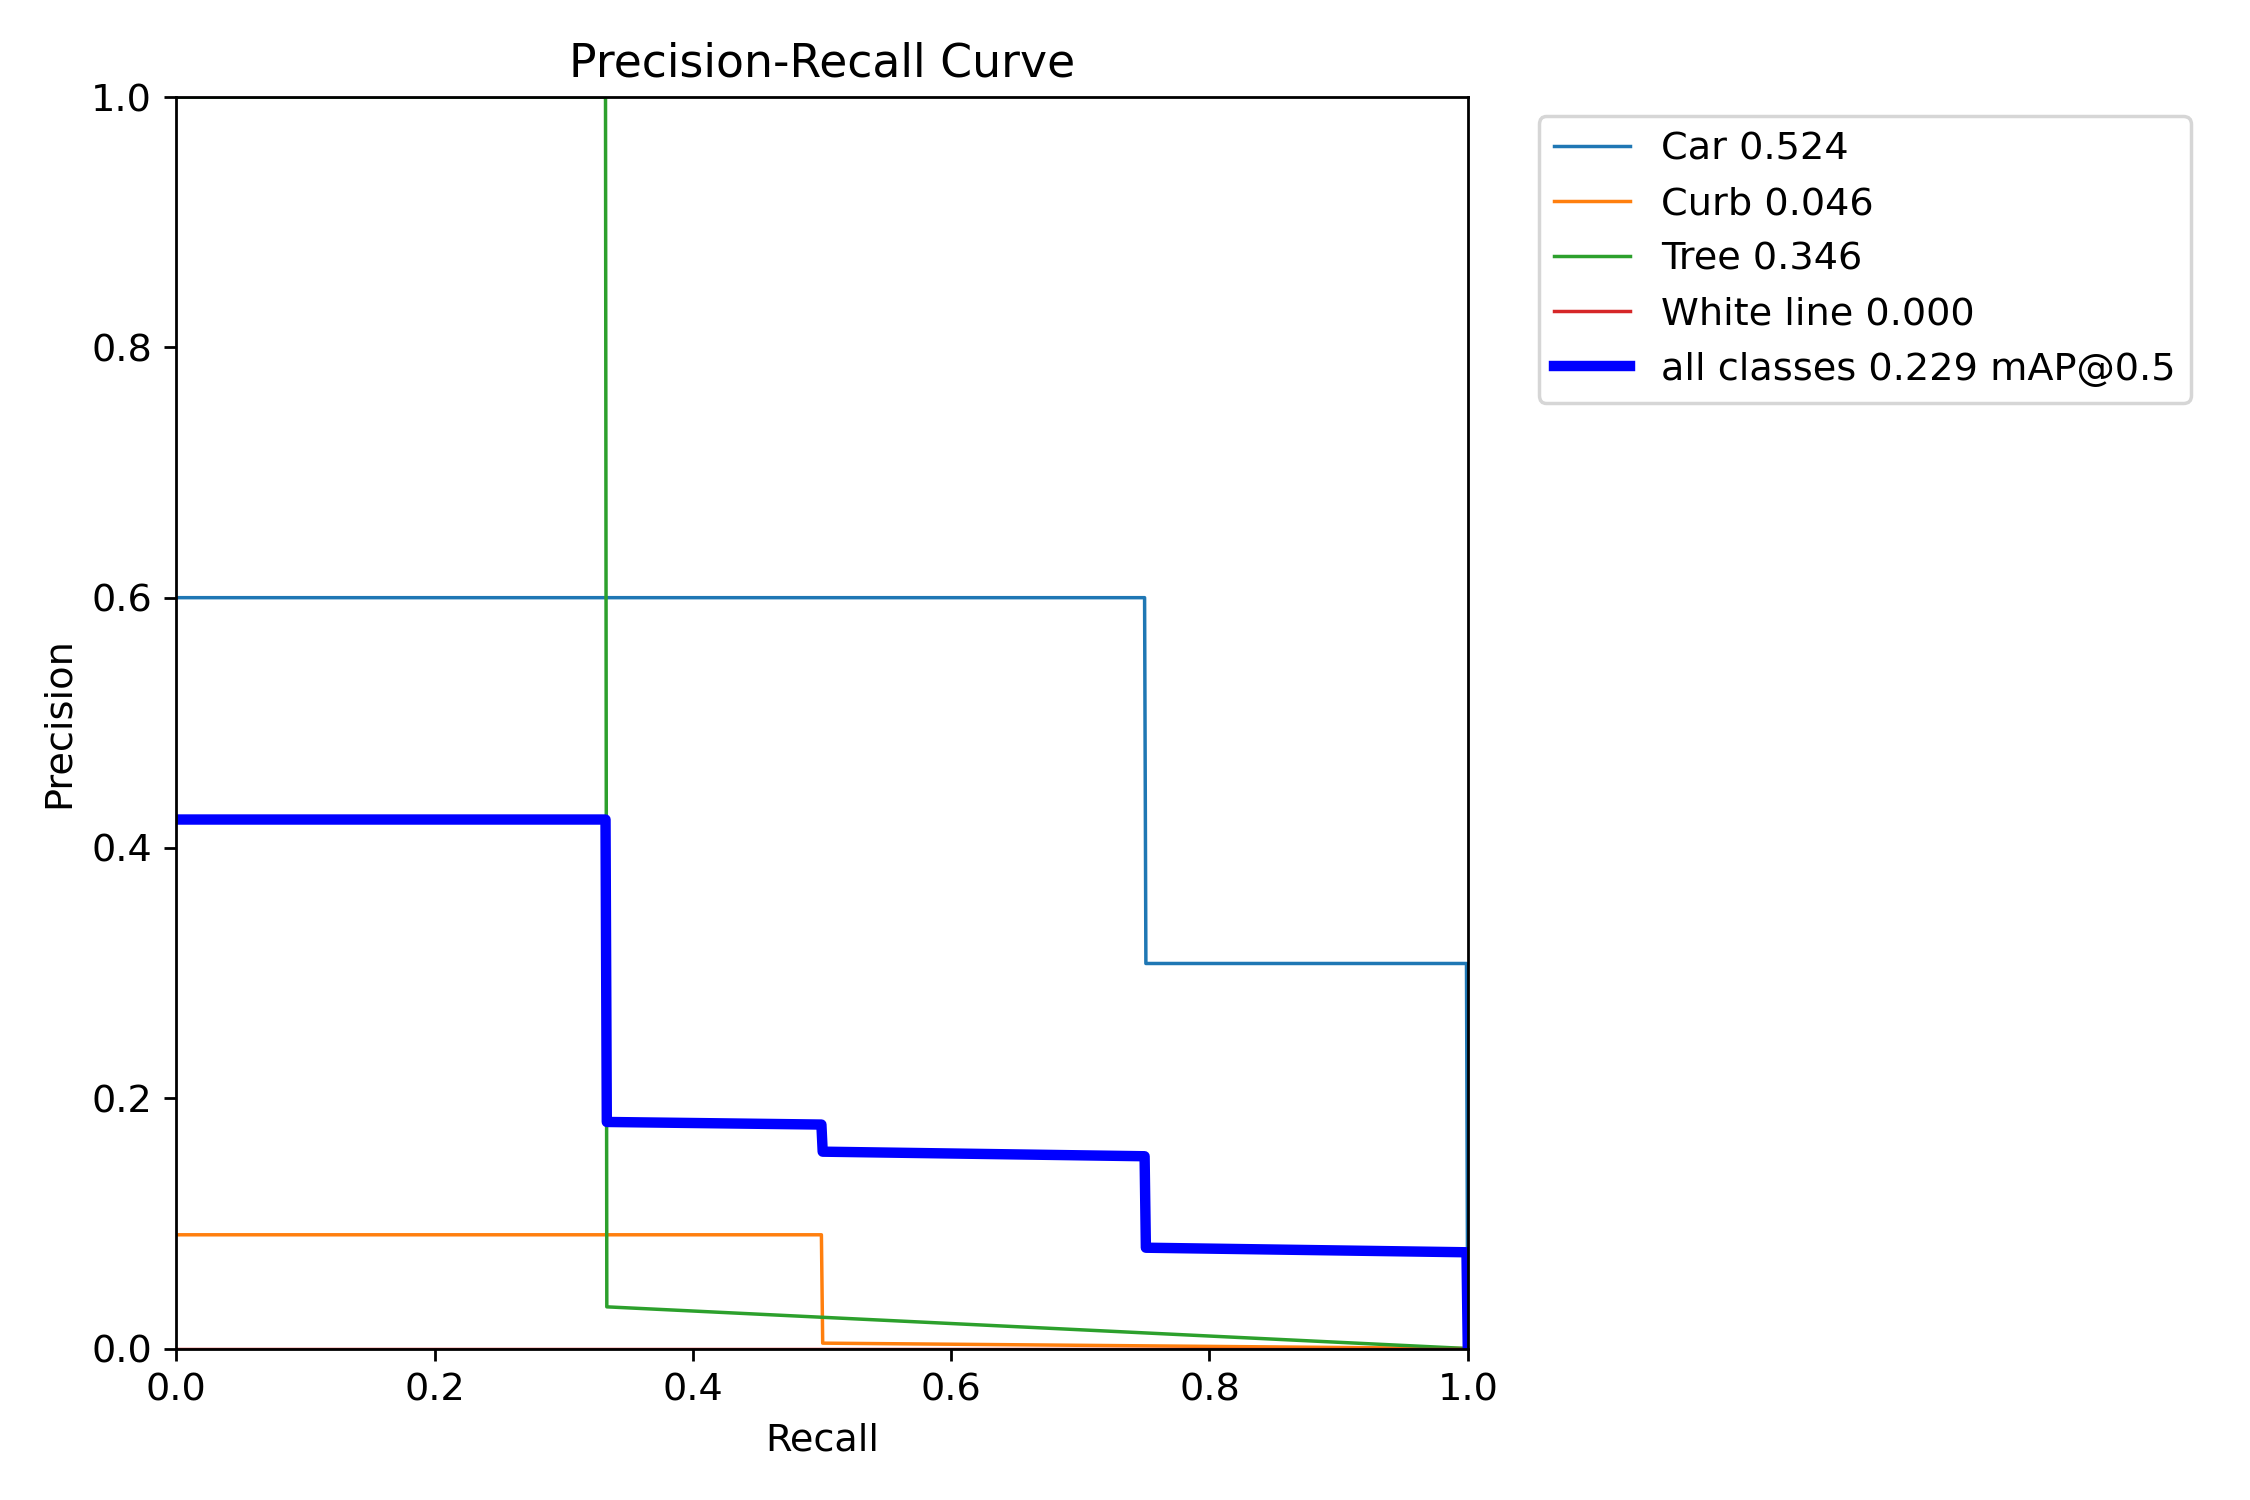 Precision-Recall Curve
1.0
0.8
0.6
0.4
0.2
0.0
Precision
0.0 0.2 0.4 0.6 0.8 1.0
Recall
Car 0.524
Curb 0.046
Tree 0.346
White line 0.000
all classes 0.229 mAP@0.5